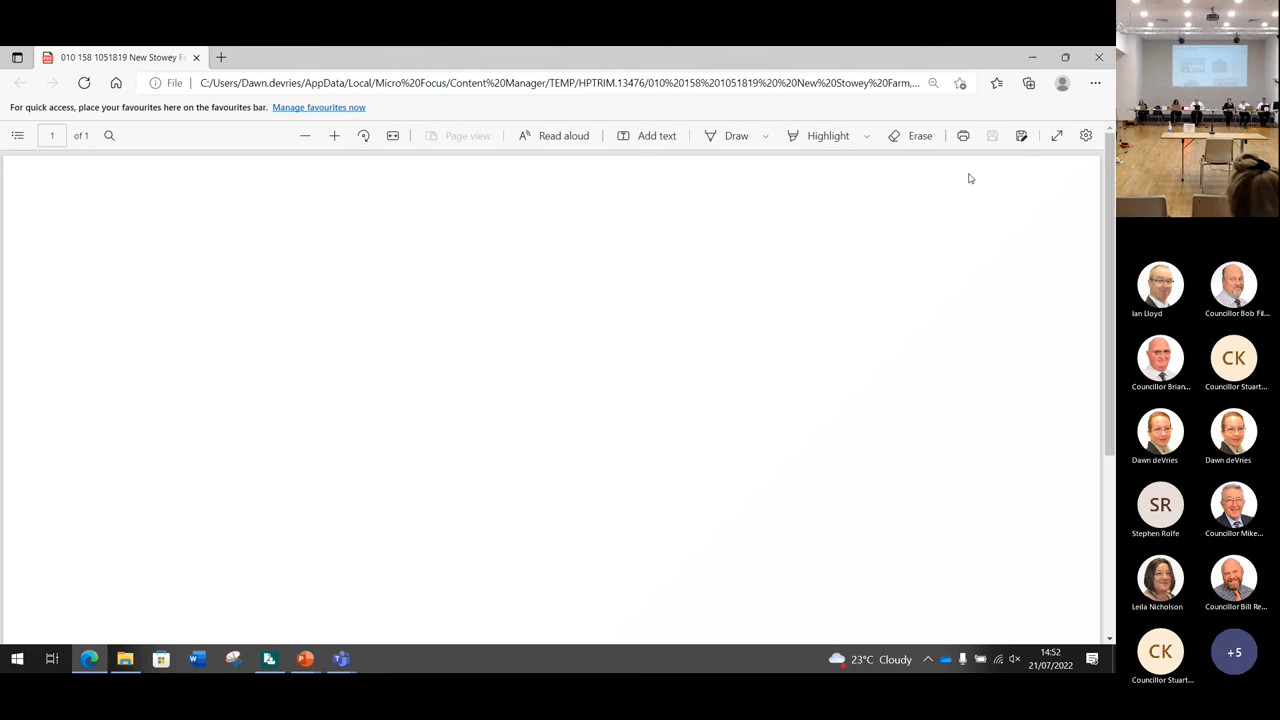 010 158 1051819 New Stowey Fa
File
C:/Users/Dawn.devries/AppData/Local/Micro%20Focus/Content%20Manager/TEMP/HPTRIM.13476/010%20158%201051819%20%20New%20Stowey%20Farm,...
For quick access, place your favourites here on the favourites bar. Manage favourites now
1 of 1 Page view Read aloud Add text Draw Highlight Erase
Ian Lloyd Councillor Bob Fil...
CK
Councillor Brian... Councillor Stuart...
Dawn deVries Dawn deVries
SR
Stephen Rolfe Councillor Mike...
Leila Nicholson Councillor Bill Re...
CK +5
Councillor Stuart...
23°C Cloudy
14:52
21/07/2022